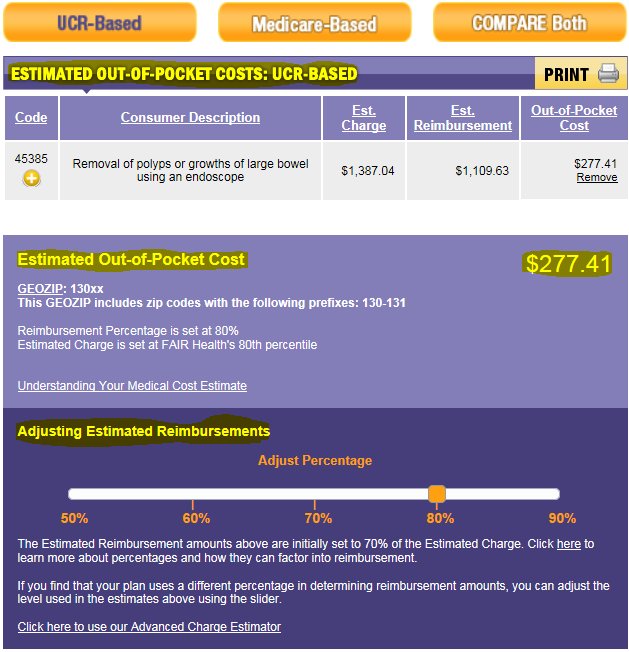 UCR-Based
Medicare-Based
COMPARE Both
ESTIMATED OUT-OF-POCKET COSTS: UCR-BASED
PRINT
Code
Consumer Description
Est.
Charge
Est.
Reimbursement
Out-of-Pocket
Cost
45385
Removal of polyps or growths of large bowel
using an endoscope
$1,387.04
$1,109.63
$277.41
Remove
Estimated Out-of-Pocket Cost
$277.41
GEOZIP: 130xx
This GEOZIP includes zip codes with the following prefixes: 130-131
Reimbursement Percentage is set at 80%
Estimated Charge is set at FAIR Health's 80th percentile
Understanding Your Medical Cost Estimate
Adjusting Estimated Reimbursements
Adjust Percentage
50% 60% 70% 80% 90%
The Estimated Reimbursement amounts above are initially set to 70% of the Estimated Charge. Click here to
learn more about percentages and how they can factor into reimbursement.
If you find that your plan uses a different percentage in determining reimbursement amounts, you can adjust the
level used in the estimates above using the slider.
Click here to use our Advanced Charge Estimator